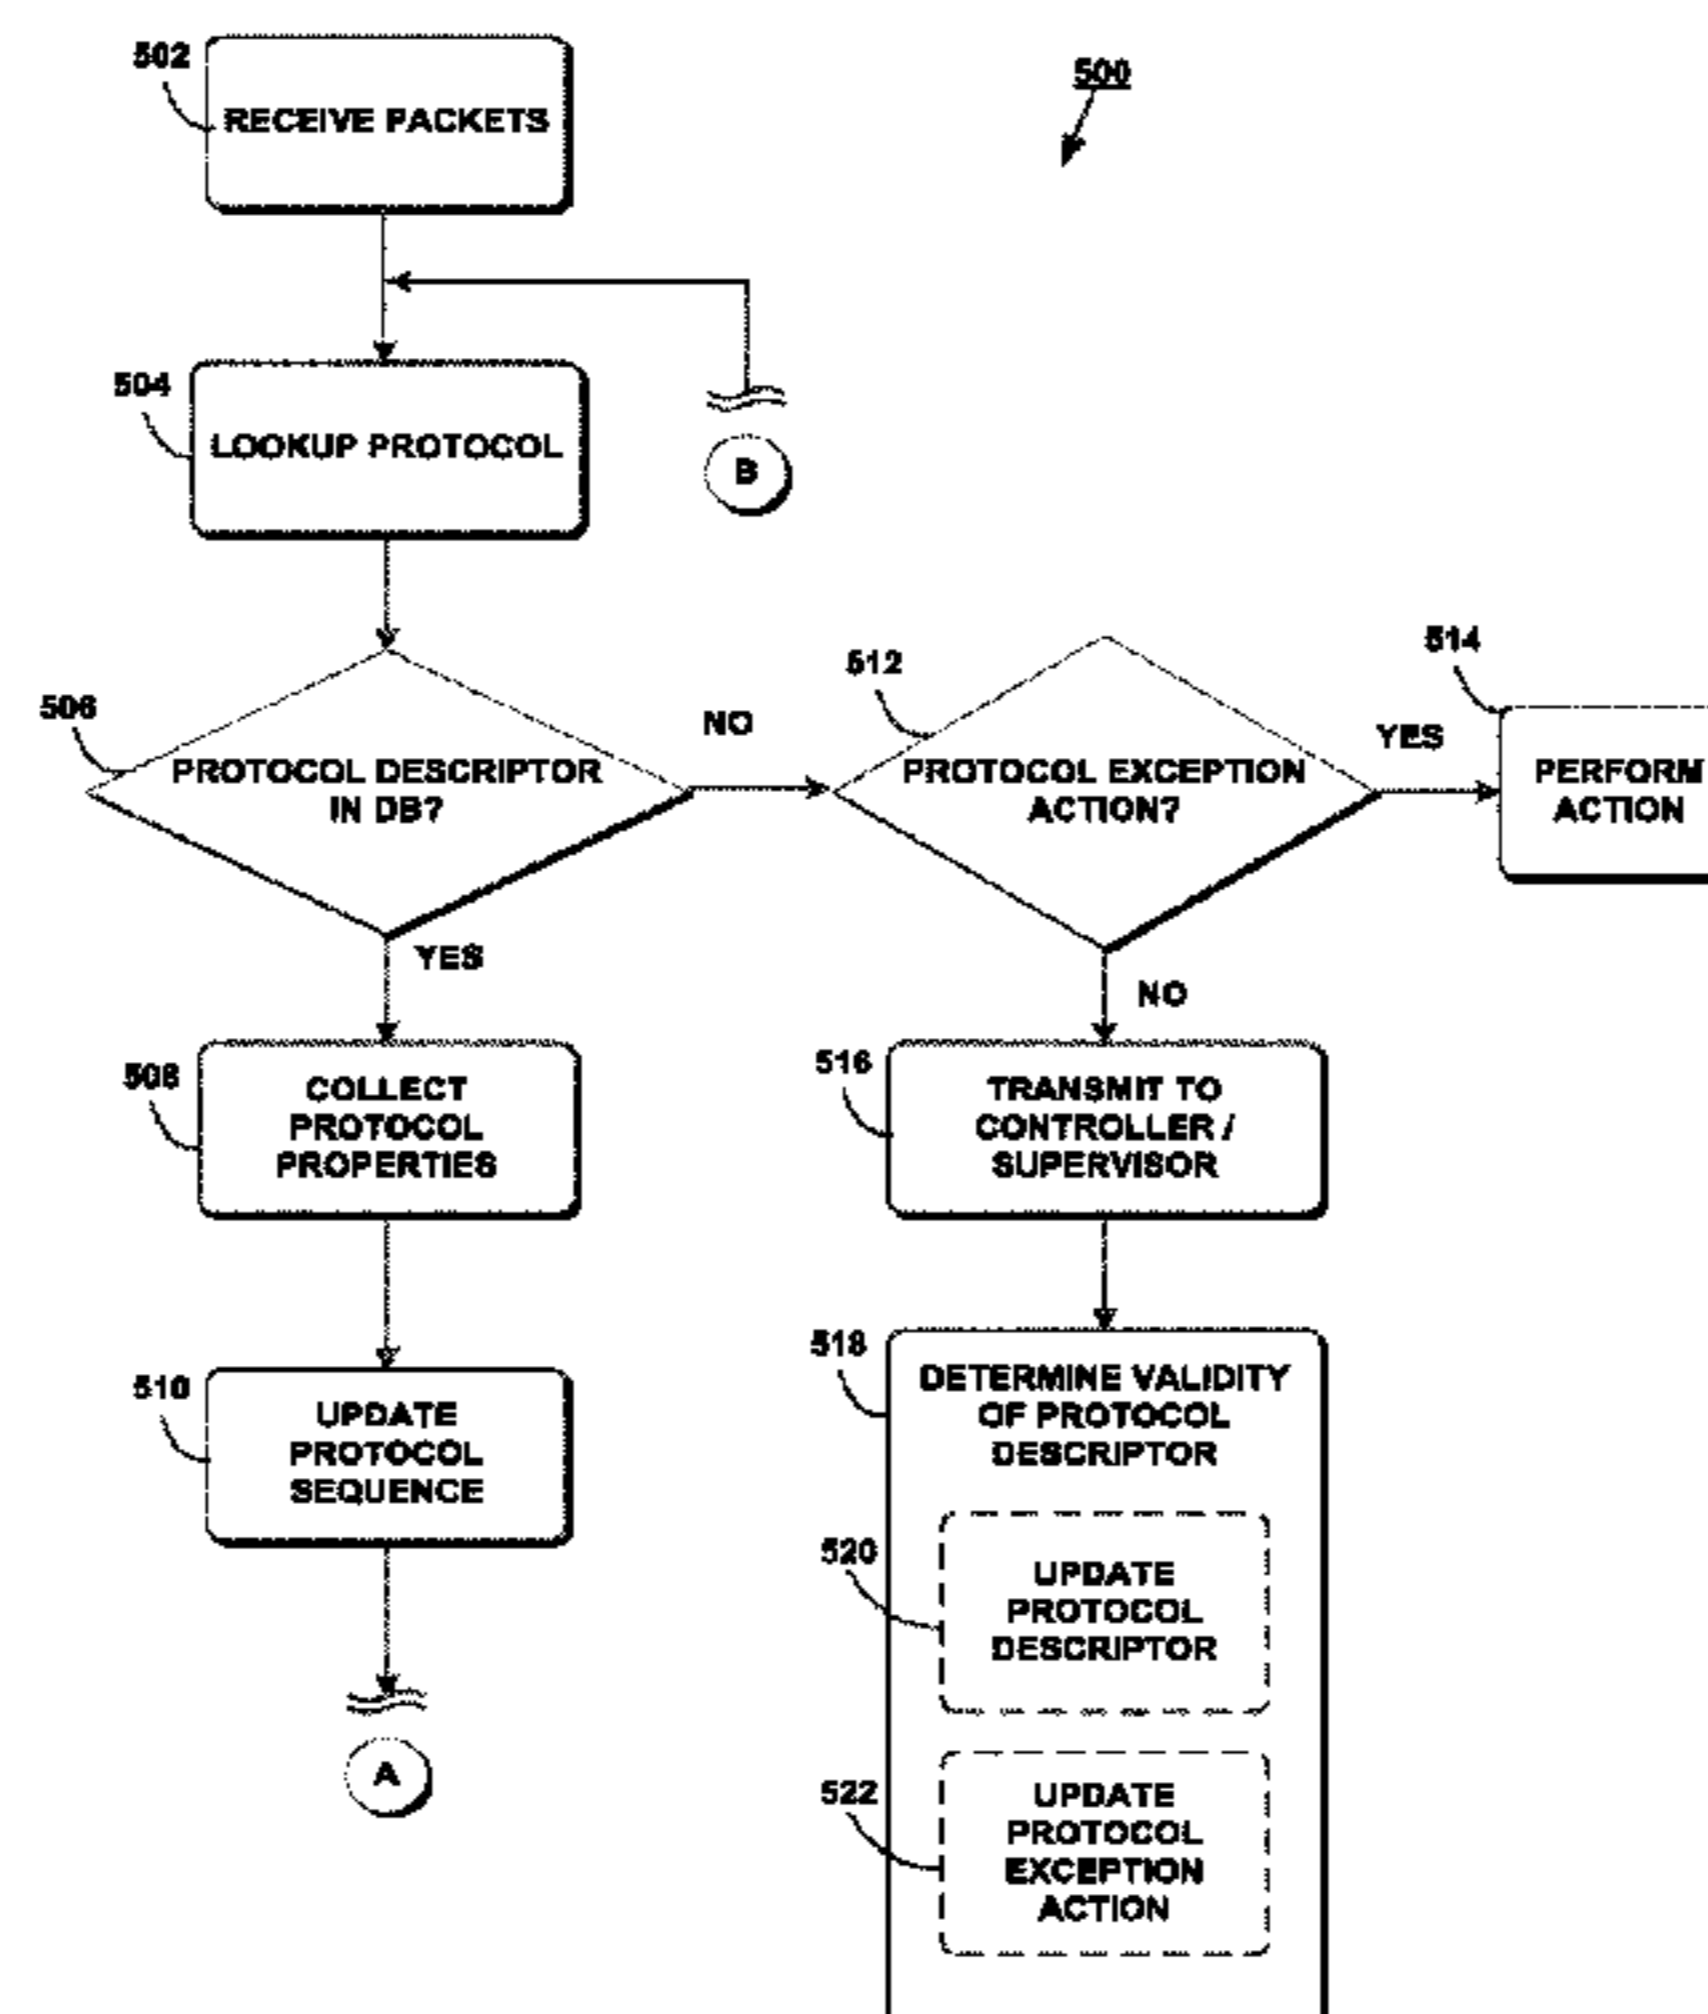 502
RECEIVE PACKETS
500
504
LOOKUP PROTOCOL
B
506
PROTOCOL DESCRIPTOR
IN DB?
NO
512
PROTOCOL EXCEPTION
ACTION?
YES
514
PERFORM
ACTION
YES
NO
508
COLLECT
PROTOCOL
PROPERTIES
516
TRANSMIT TO
CONTROLLER /
SUPERVISOR
510
UPDATE
PROTOCOL
SEQUENCE
A
518
DETERMINE VALIDITY
OF PROTOCOL
DESCRIPTOR
520
UPDATE
PROTOCOL
DESCRIPTOR
522
UPDATE
PROTOCOL
EXCEPTION
ACTION